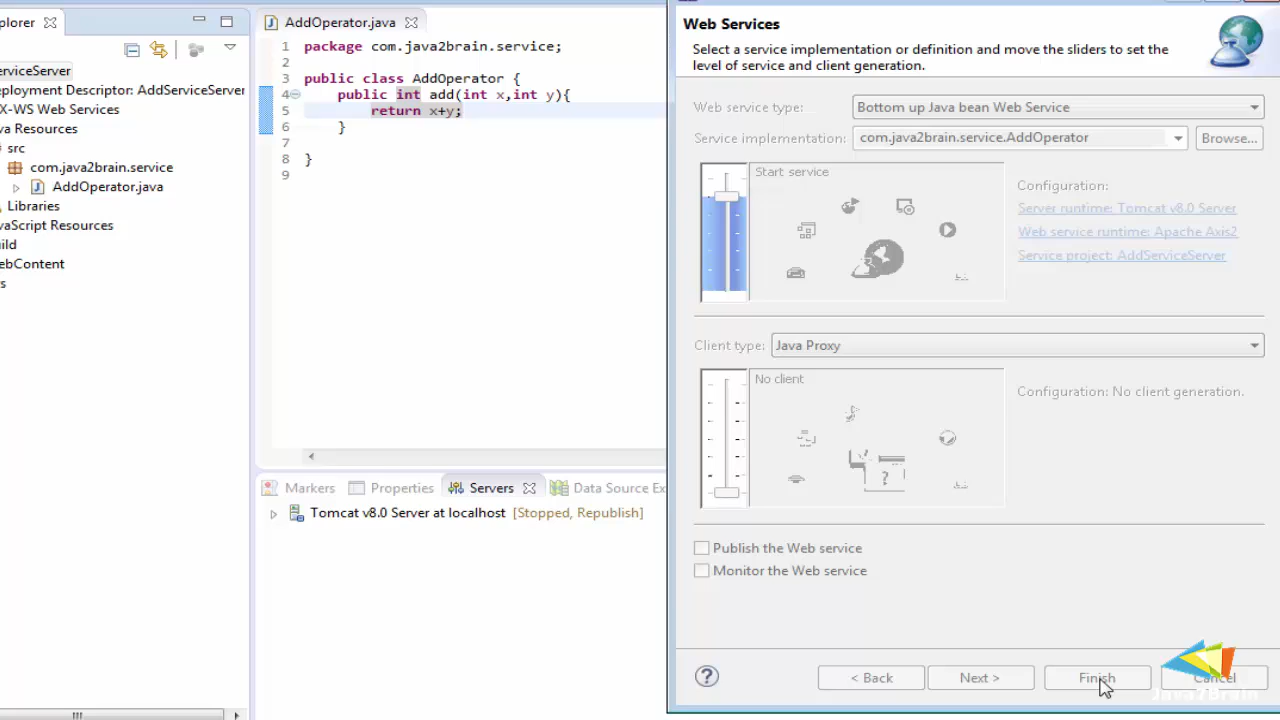 plorer
erviceServer
eployment Descriptor: AddServiceServer
X-WS Web Services
va Resources
src
com.java2brain.service
AddOperator.java
Libraries
vaScript Resources
ild
ebContent
s
AddOperator.java
1 package com.java2brain.service;
2
3 public class AddOperator {
4 public int add(int x,int y){
5 return x+y;
6 }
7
8 }
9
Markers Properties Servers Data Source Ex
Tomcat v8.0 Server at localhost [Stopped, Republish]
Web Services
Select a service implementation or definition and move the sliders to set the
level of service and client generation.
Web service type: Bottom up Java bean Web Service
Service implementation: com.java2brain.service.AddOperator Browse...
Start service
Configuration:
Server runtime: Tomcat v8.0 Server
Web service runtime: Apache Axis2
Service project: AddServiceServer
Client type: Java Proxy
No client
Configuration: No client generation.
Publish the Web service
Monitor the Web service
? < Back Next > Finish Cancel
Java2Brain